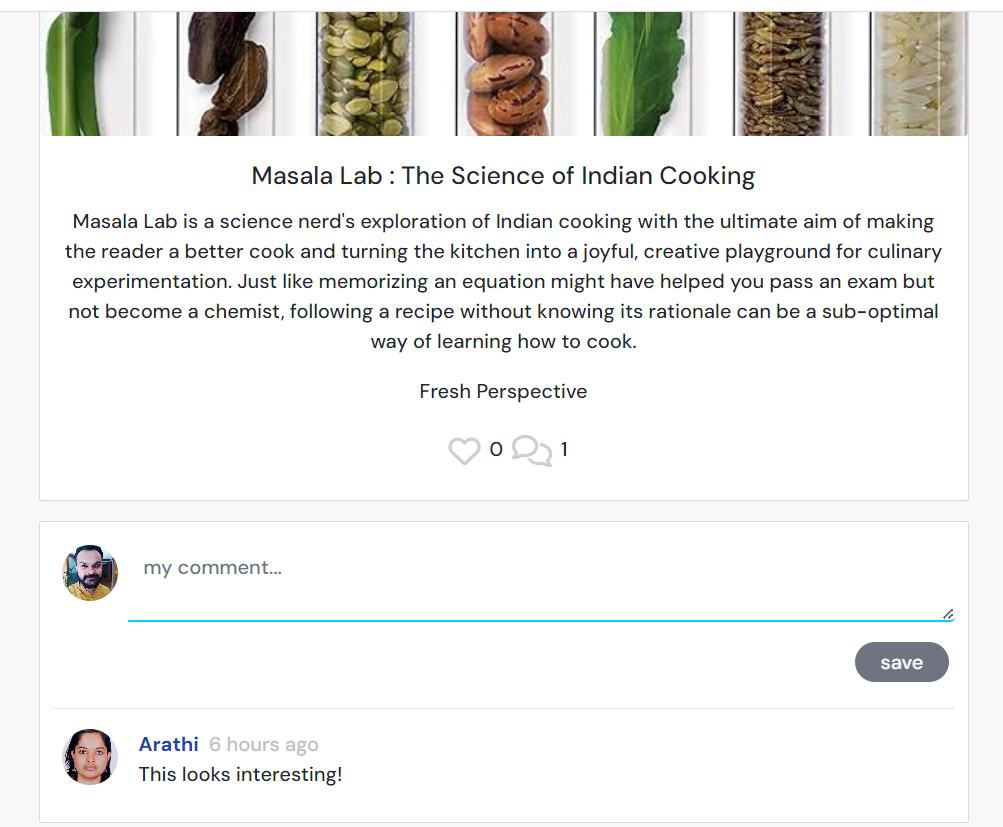 Masala Lab : The Science of Indian Cooking
Masala Lab is a science nerd's exploration of Indian cooking with the ultimate aim of making
the reader a better cook and turning the kitchen into a joyful, creative playground for culinary
experimentation. Just like memorizing an equation might have helped you pass an exam but
not become a chemist, following a recipe without knowing its rationale can be a sub-optimal
way of learning how to cook.
Fresh Perspective
0 1
my comment...
save
Arathi 6 hours ago
This looks interesting!